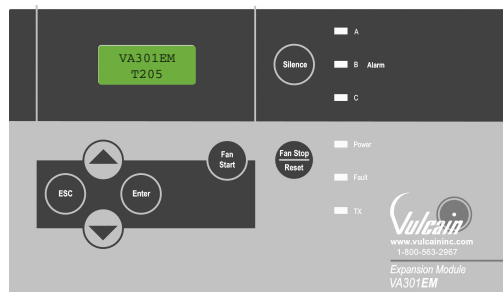 VA301EM
T205
Silence
A
B Alarm
C
Fan
Start
Fan Stop
Reset
ESC
Enter
Power
Fault
TX
Vulcain
www.vulcaininc.com
1-800-563-2967
Expansion Module
VA301EM